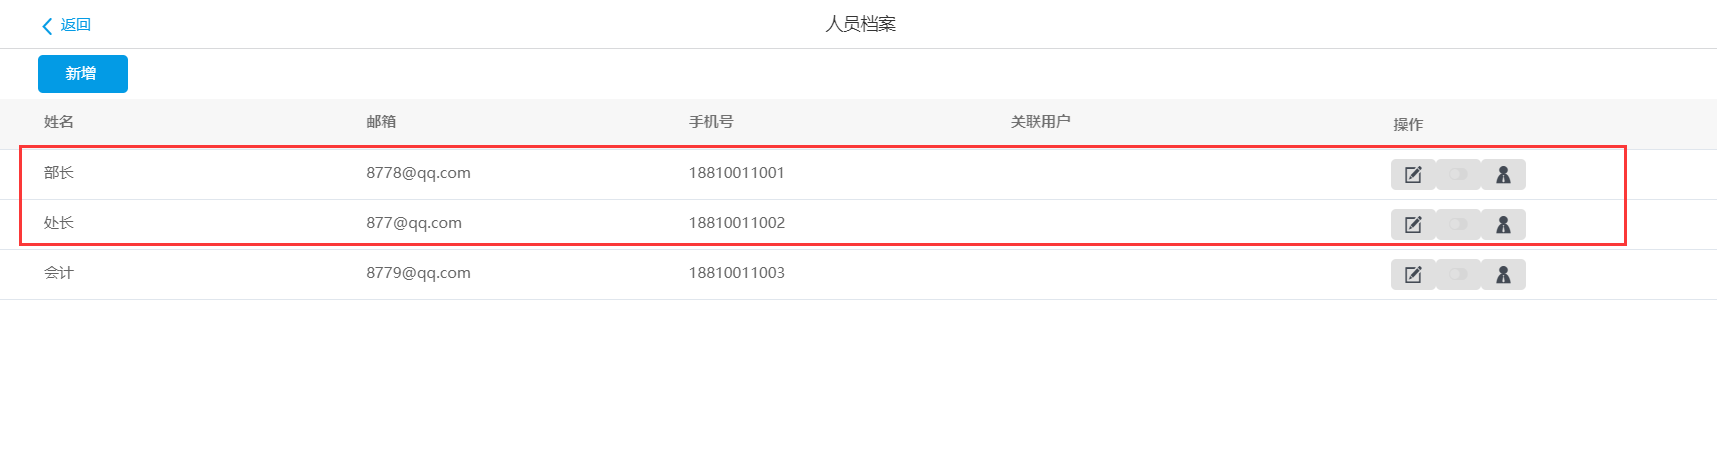 返回 人员档案
新增
姓名 邮箱 手机号 关联用户 操作
部长 8778@qq.com 18810011001
处长 877@qq.com 18810011002
会计 8779@qq.com 18810011003